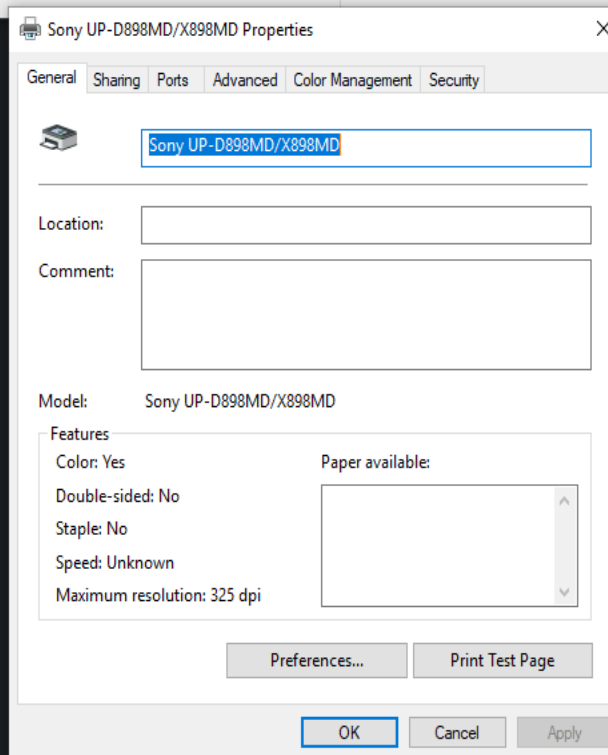 Sony UP-D898MD/X898MD Properties
General Sharing Ports Advanced Color Management Security
Sony UP-D898MD/X898MD
Location:
Comment:
Model: Sony UP-D898MD/X898MD
Features
Color: Yes Paper available:
Double-sided: No
Staple: No
Speed: Unknown
Maximum resolution: 325 dpi
Preferences... Print Test Page
OK Cancel Apply